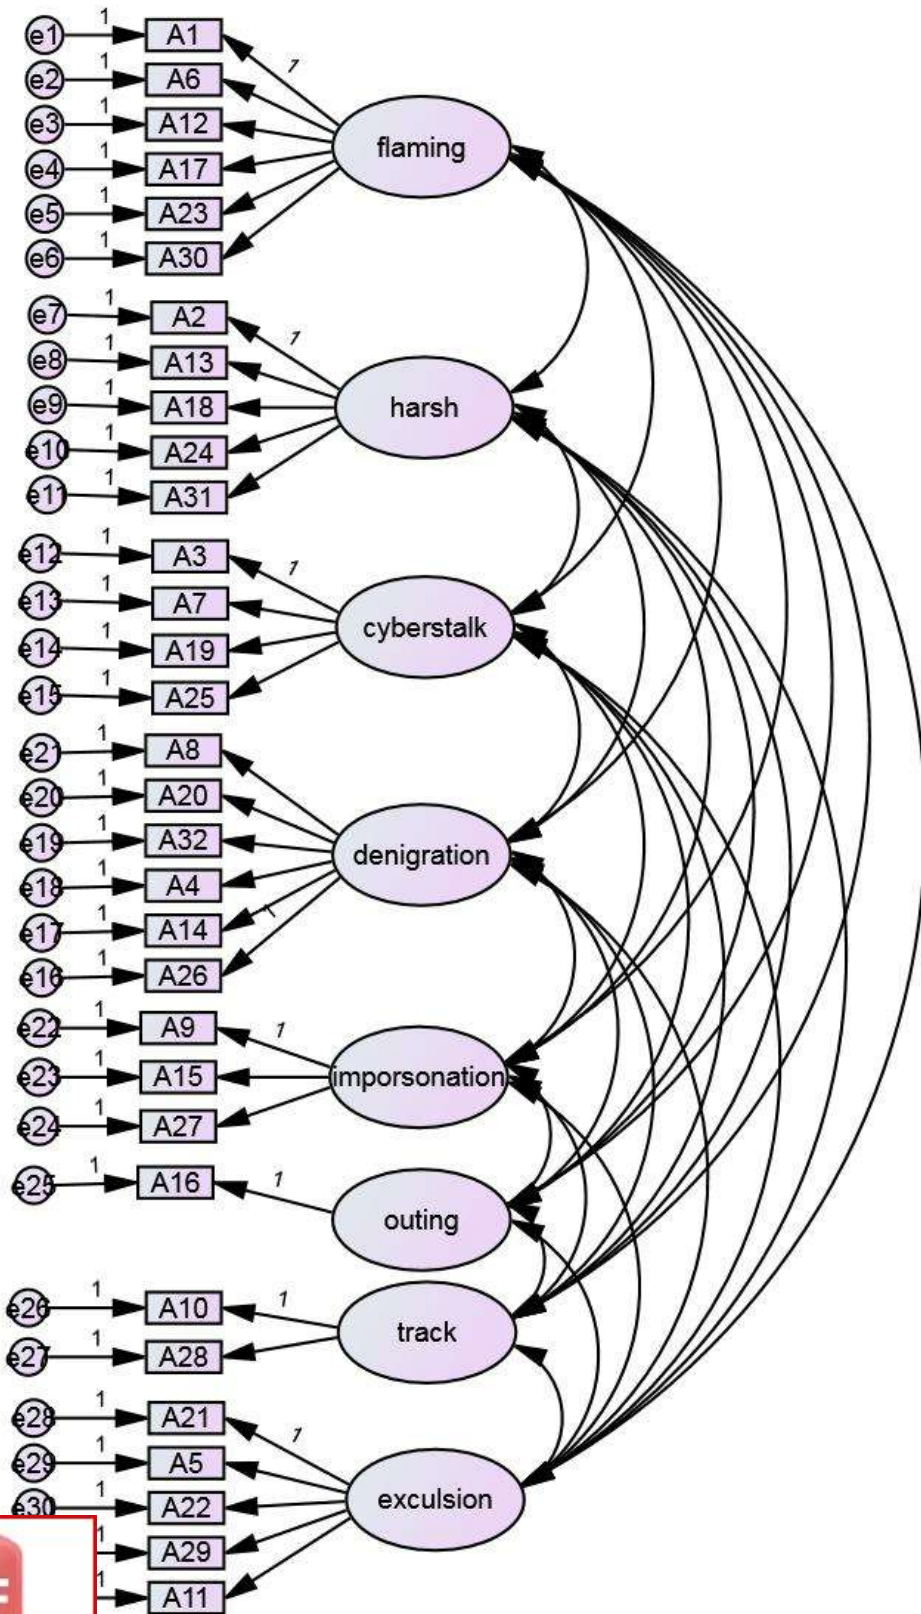 e1 1 A1 1
e2 1 A6
flaming
e3 1 A12
e4 1 A17
e5 1 A23
e6 1 A30
e7 1 A2 1
e8 1 A13
harsh
e9 1 A18
e10 1 A24
e11 1 A31
e12 1 A3 1
e13 1 A7
cyberstalk
e14 1 A19
e15 1 A25
e21 1 A8
e20 1 A20
e19 1 A32
denigration
e18 1 A4
e17 1 A14 1
e16 1 A26
e22 1 A9 1
e23 1 A15
imporsonation
e24 1 A27
e25 1 A16 1
outing
e26 1 A10 1
track
e27 1 A28
e28 1 A21 1
e29 1 A5
exculsion
e30 1 A22
1 A29
1 A11